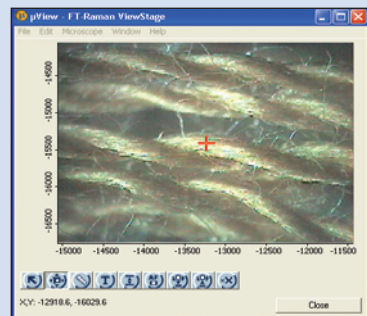 µView - FT-Raman ViewStage
File Edit Microscope Window Help
-14500
-15000
-15500
-16000
-16500
-15000 -14500 -14000 -13500 -13000 -12500 -12000 -11500
X,Y: -12918.6, -16029.6
Close